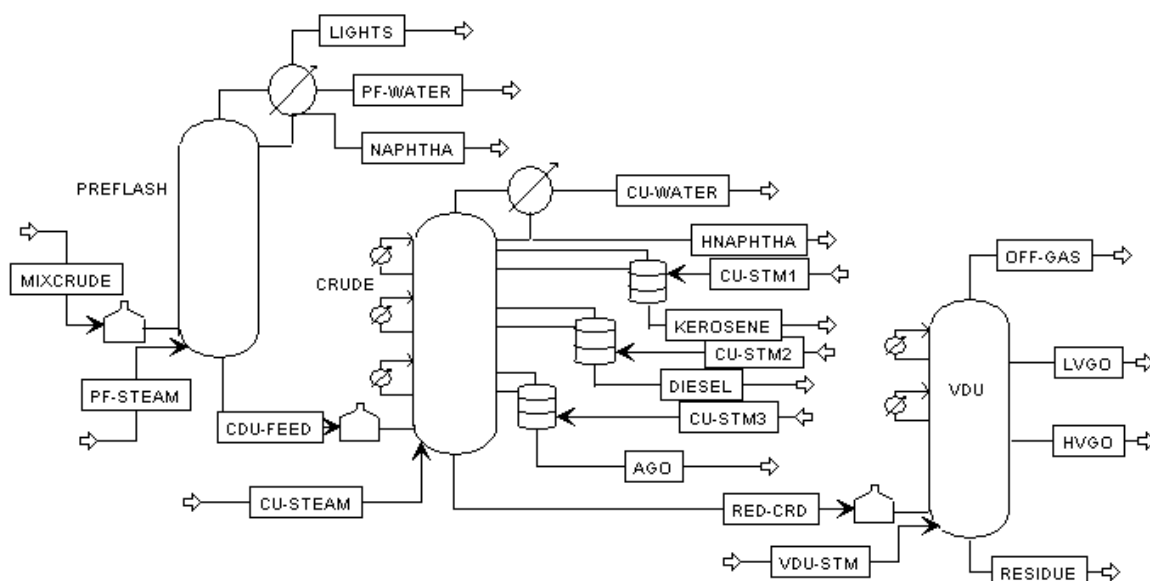 LIGHTS
PF-WATER
NAPHTHA
PREFLASH
MIXCRUDE
PF-STEAM
CDU-FEED
CU-WATER
HNAPHTHA
CRUDE
CU-STM1
KEROSENE
CU-STM2
DIESEL
CU-STM3
AGO
CU-STEAM
RED-CRD
VDU-STM
OFF-GAS
VDU
LVGO
HVGO
RESIDUE